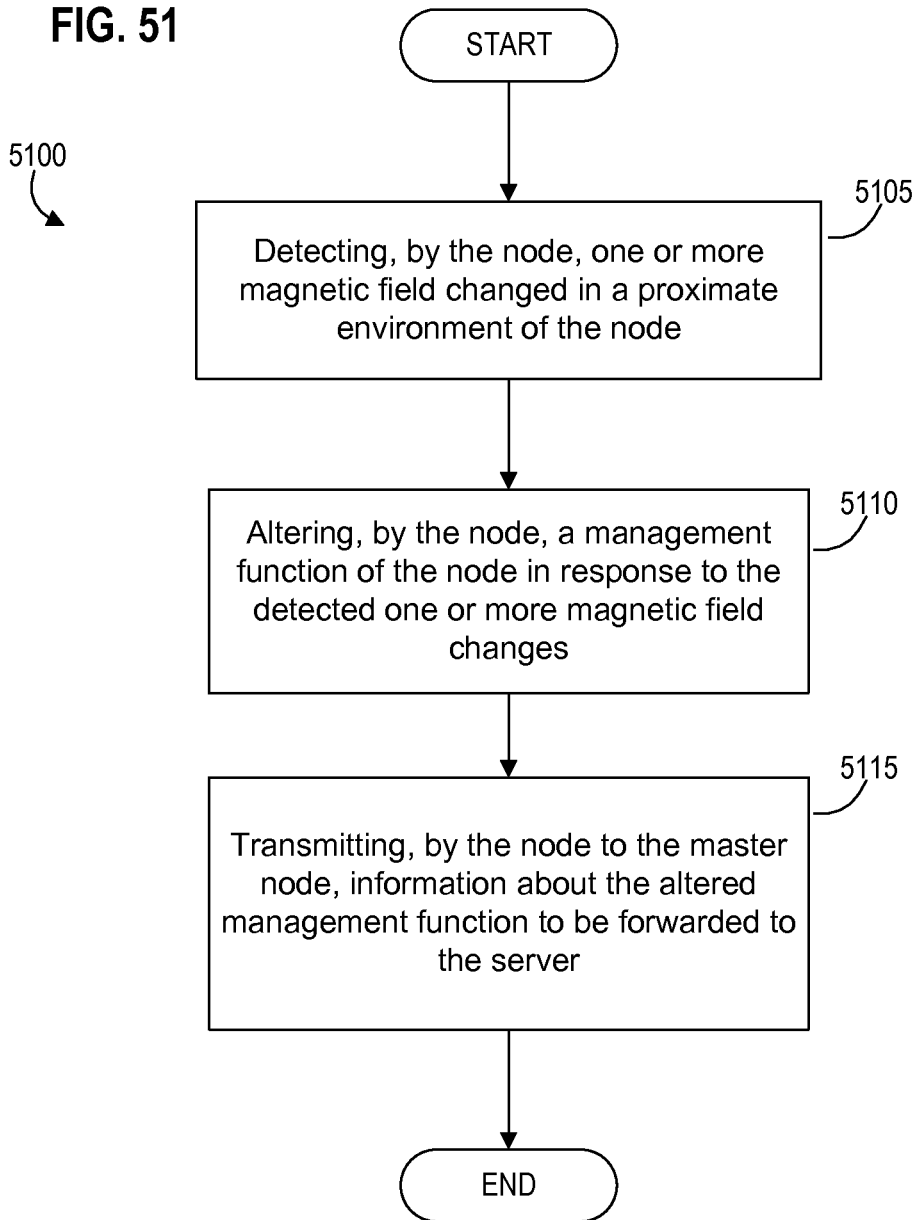 FIG. 51
START
5100
5105
Detecting, by the node, one or more
magnetic field changed in a proximate
environment of the node
5110
Altering, by the node, a management
function of the node in response to the
detected one or more magnetic field
changes
5115
Transmitting, by the node to the master
node, information about the altered
management function to be forwarded to
the server
END